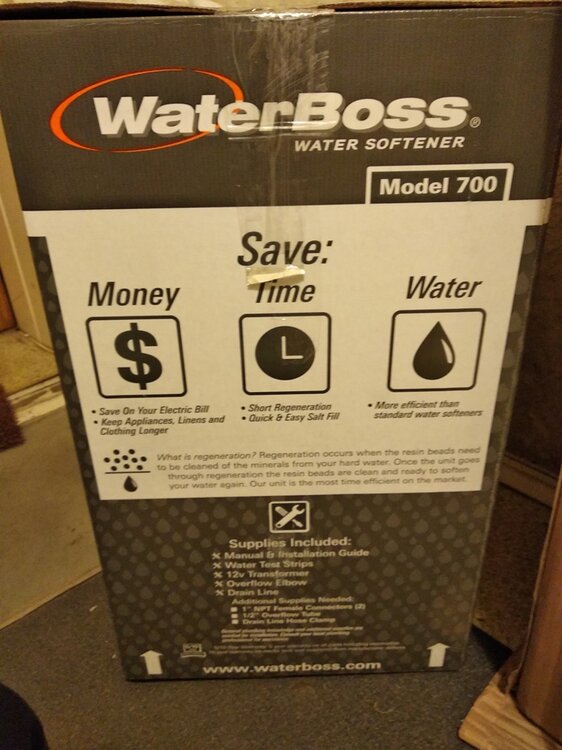 WaterBoss®
WATER SOFTENER
Model 700
Save:
Money
Time
Water
$
• Save On Your Electric Bill
• Keep Appliances, Linens and
Clothing Longer
• Short Regeneration
• Quick & Easy Salt Fill
• More efficient than
standard water softeners
What is regeneration? Regeneration occurs when the resin beads need
to be cleaned of the minerals from your hard water. Once the unit goes
through regeneration the resin beads are clean and ready to soften
your water again. Our unit is the most time efficient on the market.
Supplies Included:
Manual & Installation Guide
Water Test Strips
12v Transformer
Overflow Elbow
Drain Line
Additional Supplies Needed:
1" NPT Female Connectors (2)
1/2" Overflow Tube
Drain Line Hose Clamp
www.waterboss.com